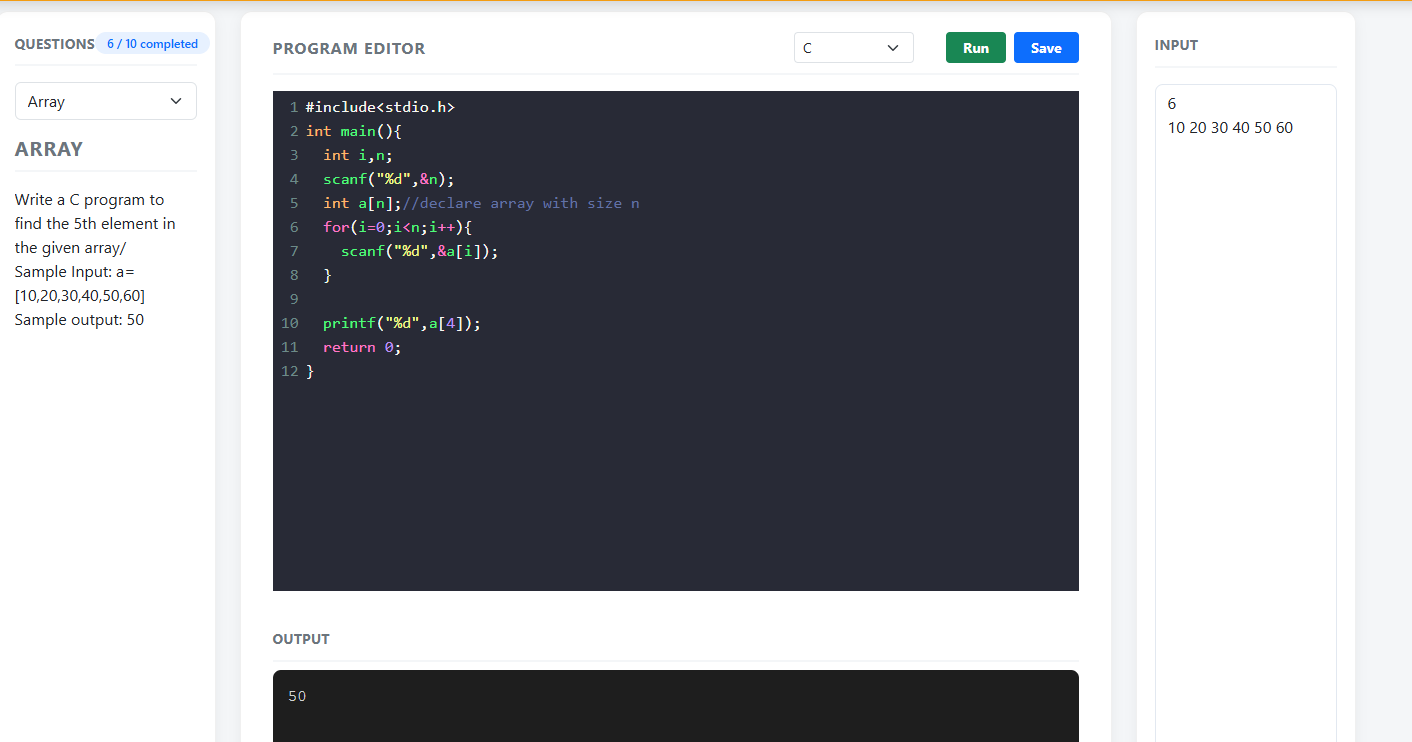 QUESTIONS 6 / 10 completed
Array
ARRAY
Write a C program to
find the 5th element in
the given array/
Sample Input: a=
[10,20,30,40,50,60]
Sample output: 50
PROGRAM EDITOR
C
Run
Save
1 #include<stdio.h>
2 int main(){
3   int i,n;
4   scanf("%d",&n);
5   int a[n];//declare array with size n
6   for(i=0;i<n;i++){
7     scanf("%d",&a[i]);
8   }
9
10   printf("%d",a[4]);
11   return 0;
12 }
OUTPUT
50
INPUT
6
10 20 30 40 50 60